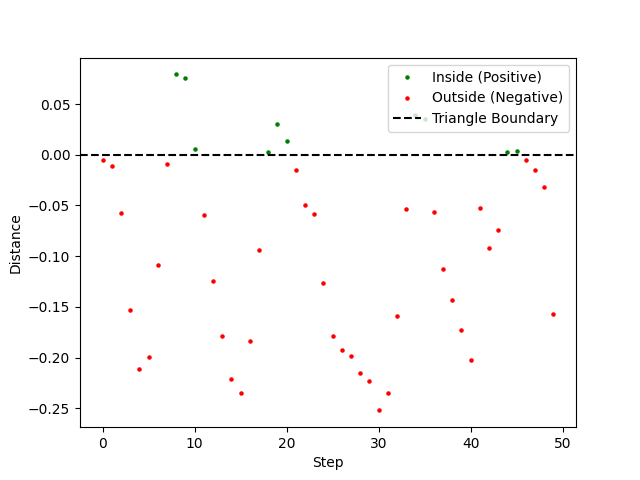 Inside (Positive)
Outside (Negative)
Triangle Boundary
Distance
0.05
0.00
−0.05
−0.10
−0.15
−0.20
−0.25
0
10
20
30
40
50
Step